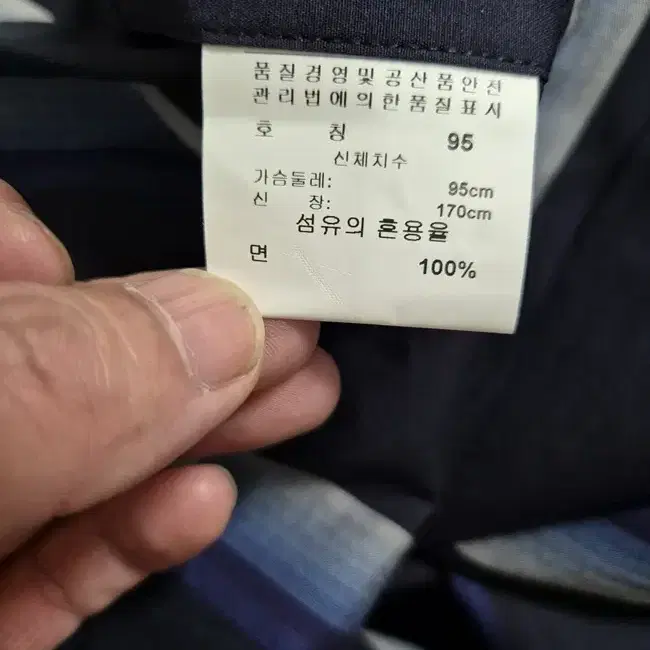 품질경영및공산품안전
관리법에의한품질표시
호 칭 95
신체치수
가슴둘레: 95cm
신 장: 170cm
섬유의 혼용율
면 100%